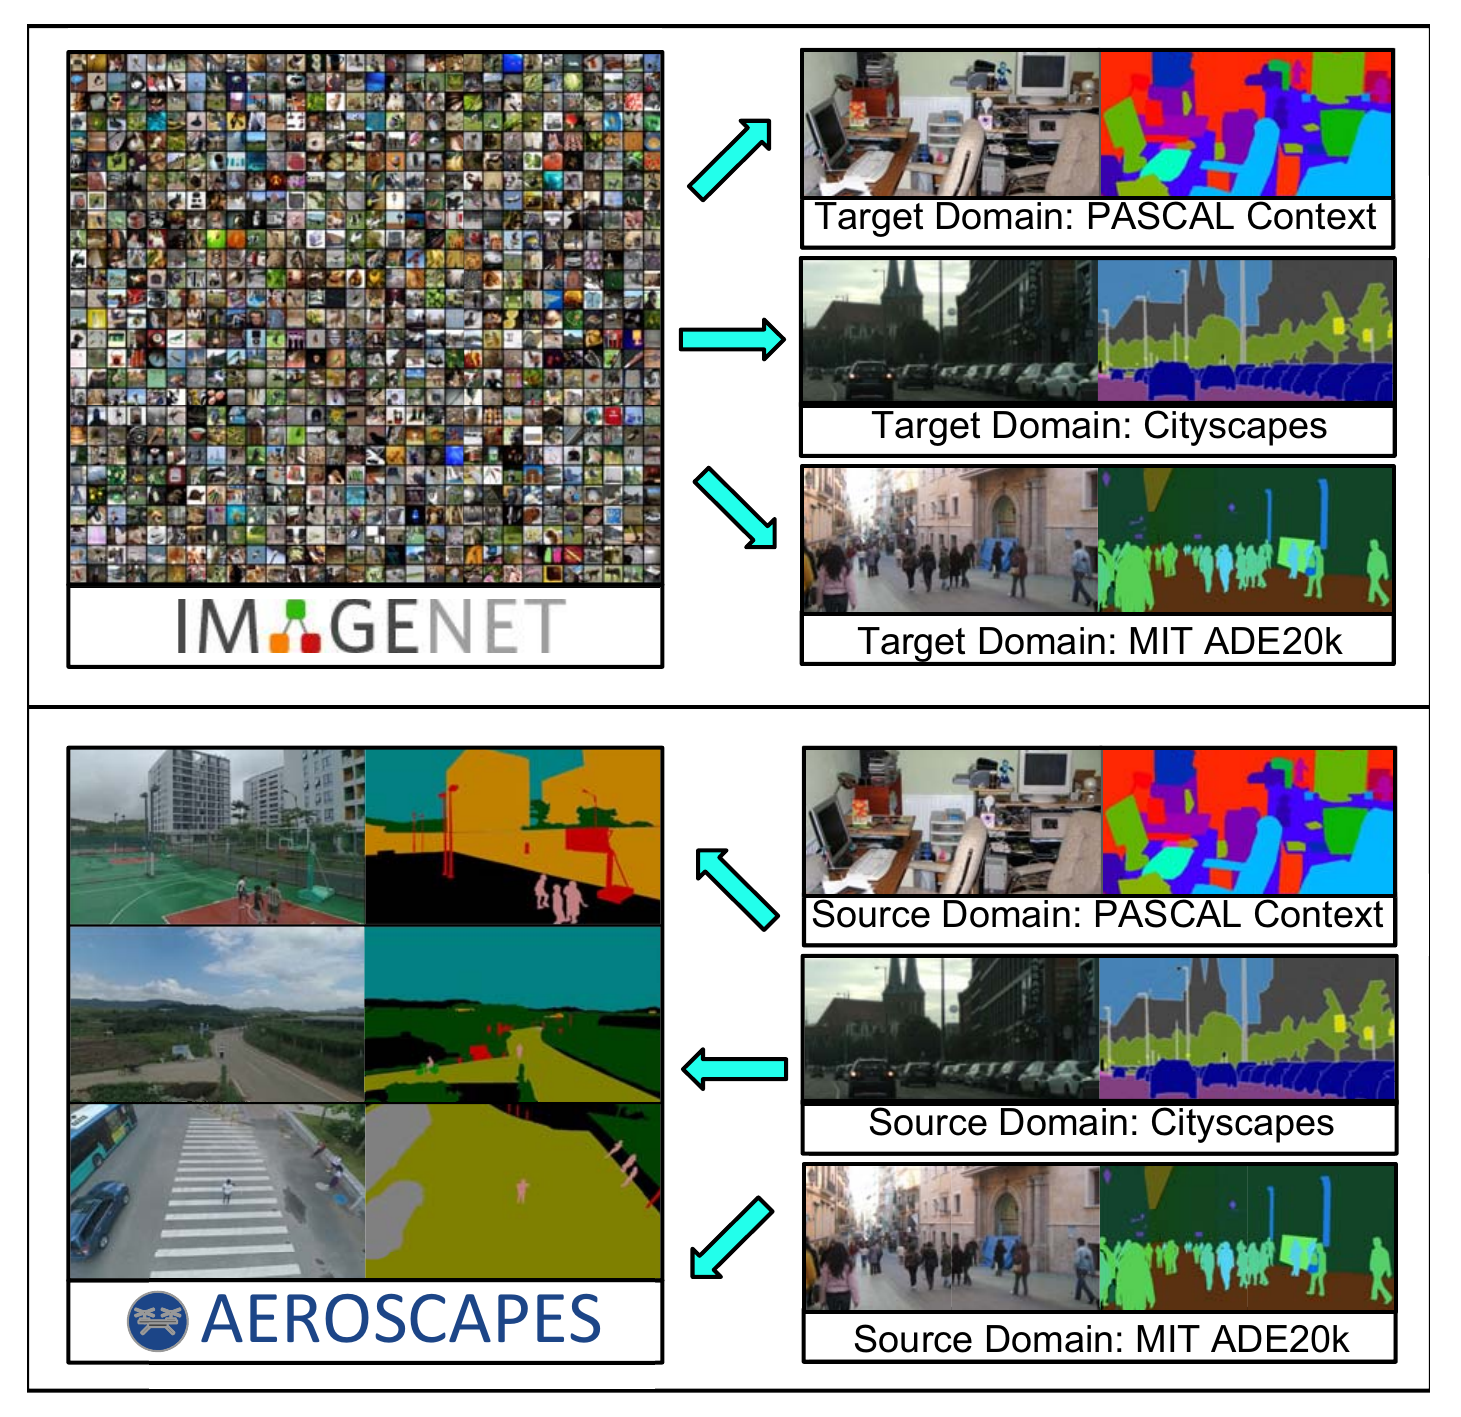 Target Domain: PASCAL Context
Target Domain: Cityscapes
Target Domain: MIT ADE20k
IMAGENET
Source Domain: PASCAL Context
Source Domain: Cityscapes
Source Domain: MIT ADE20k
AEROSCAPES